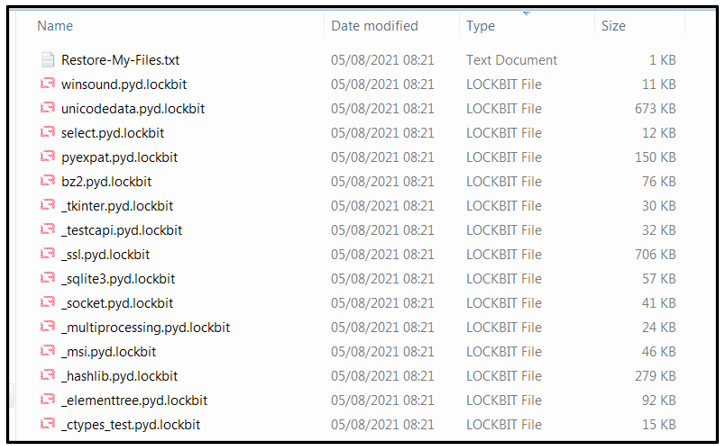 Name Date modified Type Size
Restore-My-Files.txt 05/08/2021 08:21 Text Document 1 KB
winsound.pyd.lockbit 05/08/2021 08:21 LOCKBIT File 11 KB
unicodedata.pyd.lockbit 05/08/2021 08:21 LOCKBIT File 673 KB
select.pyd.lockbit 05/08/2021 08:21 LOCKBIT File 12 KB
pyexpat.pyd.lockbit 05/08/2021 08:21 LOCKBIT File 150 KB
bz2.pyd.lockbit 05/08/2021 08:21 LOCKBIT File 76 KB
_tkinter.pyd.lockbit 05/08/2021 08:21 LOCKBIT File 30 KB
_testcapi.pyd.lockbit 05/08/2021 08:21 LOCKBIT File 32 KB
_ssl.pyd.lockbit 05/08/2021 08:21 LOCKBIT File 706 KB
_sqlite3.pyd.lockbit 05/08/2021 08:21 LOCKBIT File 57 KB
_socket.pyd.lockbit 05/08/2021 08:21 LOCKBIT File 41 KB
_multiprocessing.pyd.lockbit 05/08/2021 08:21 LOCKBIT File 24 KB
_msi.pyd.lockbit 05/08/2021 08:21 LOCKBIT File 46 KB
_hashlib.pyd.lockbit 05/08/2021 08:21 LOCKBIT File 279 KB
_elementtree.pyd.lockbit 05/08/2021 08:21 LOCKBIT File 92 KB
_ctypes_test.pyd.lockbit 05/08/2021 08:21 LOCKBIT File 15 KB